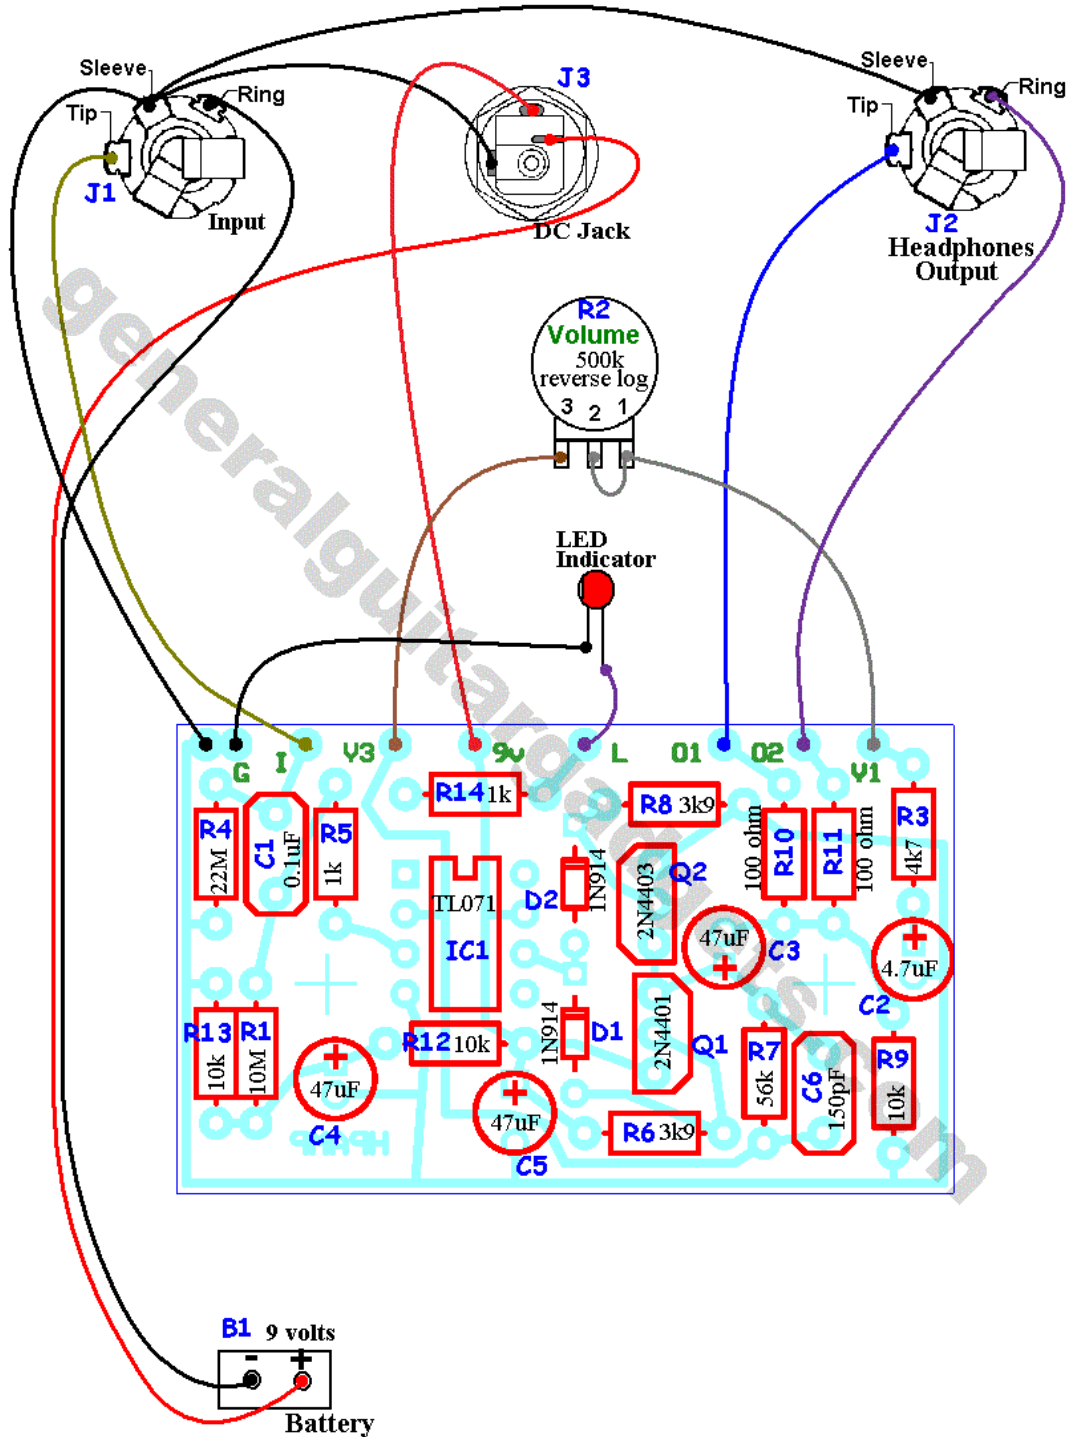 Sleeve
Ring
Tip
J1
Input
J3
DC Jack
Sleeve
Ring
Tip
J2
Headphones
Output
R2
Volume
500k
reverse log
3 2 1
LED
Indicator
generalguitargadgets.com
G I V3 9v L O1 O2 V1
R14 1k
R8 3k9
R4
22M
C1
0.1uF
R5
1k
TL071
IC1
D2
1N914
Q2
2N4403
100 ohm
R10
R11
100 ohm
R3
4k7
47uF
+
C3
+
4.7uF
C2
R13
10k
R1
10M
R12 10k
1N914
D1
2N4401
Q1
R7
56k
C6
150pF
R9
10k
+
47uF
C4
+
47uF
C5
R6 3k9
HPAMP
B1 9 volts
- +
Battery